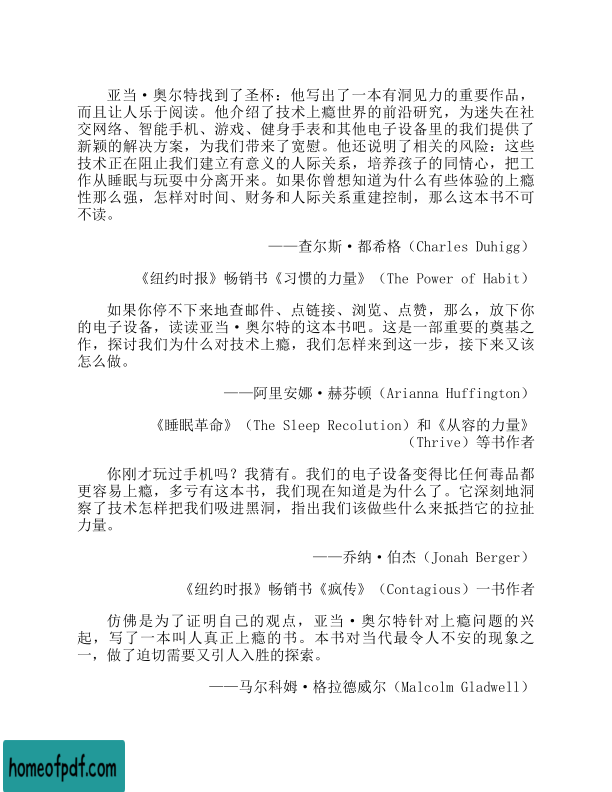 亚当·奥尔特找到了圣杯：他写出了一本有洞见力的重要作品，
而且让人乐于阅读。他介绍了技术上瘾世界的前沿研究，为迷失在社
交网络、智能手机、游戏、健身手表和其他电子设备里的我们提供了
新颖的解决方案，为我们带来了宽慰。他还说明了相关的风险：这些
技术正在阻止我们建立有意义的人际关系，培养孩子的同情心，把工
作从睡眠与玩耍中分离开来。如果你曾想知道为什么有些体验的上瘾
性那么强，怎样对时间、财务和人际关系重建控制，那么这本书不可
不读。
——查尔斯·都希格（Charles Duhigg）
《纽约时报》畅销书《习惯的力量》（The Power of Habit）
如果你停不下来地查邮件、点链接、浏览、点赞，那么，放下你
的电子设备，读读亚当·奥尔特的这本书吧。这是一部重要的奠基之
作，探讨我们为什么对技术上瘾，我们怎样来到这一步，接下来又该
怎么做。
——阿里安娜·赫芬顿（Arianna Huffington）
《睡眠革命》（The Sleep Recolution）和《从容的力量》
（Thrive）等书作者
你刚才玩过手机吗？我猜有。我们的电子设备变得比任何毒品都
更容易上瘾，多亏有这本书，我们现在知道是为什么了。它深刻地洞
察了技术怎样把我们吸进黑洞，指出我们该做些什么来抵挡它的拉扯
力量。
——乔纳·伯杰（Jonah Berger）
《纽约时报》畅销书《疯传》（Contagious）一书作者
仿佛是为了证明自己的观点，亚当·奥尔特针对上瘾问题的兴
起，写了一本叫人真正上瘾的书。本书对当代最令人不安的现象之
一，做了迫切需要又引人入胜的探索。
——马尔科姆·格拉德威尔（Malcolm Gladwell）
homeofpdf.com